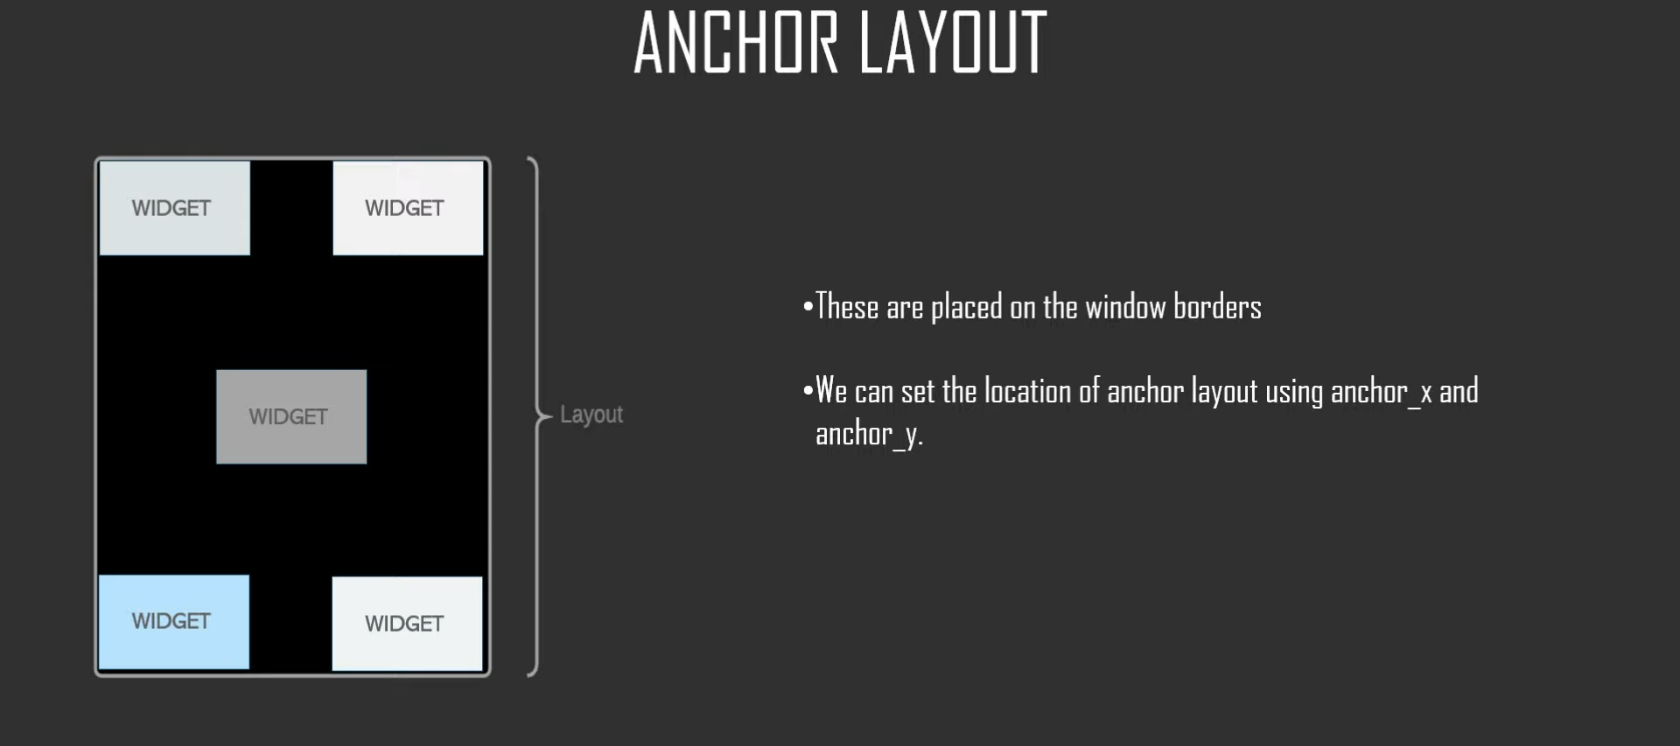 ANCHOR LAYOUT
WIDGET
WIDGET
WIDGET
WIDGET
WIDGET
Layout
•These are placed on the window borders
•We can set the location of anchor layout using anchor_x and
anchor_y.